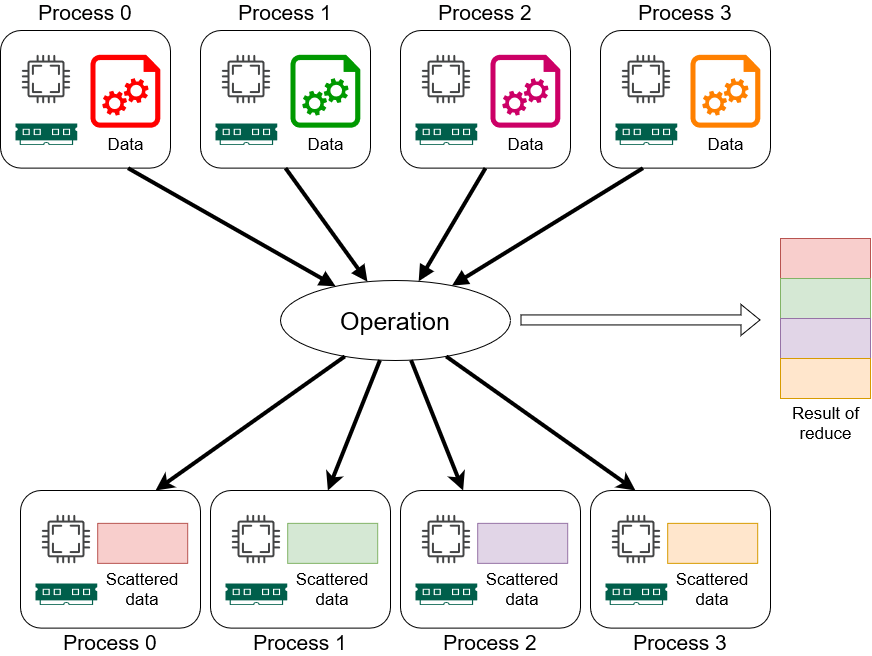 Process 0
Process 1
Process 2
Process 3
Data
Data
Data
Data
Operation
Result of
reduce
Scattered
data
Scattered
data
Scattered
data
Scattered
data
Process 0
Process 1
Process 2
Process 3